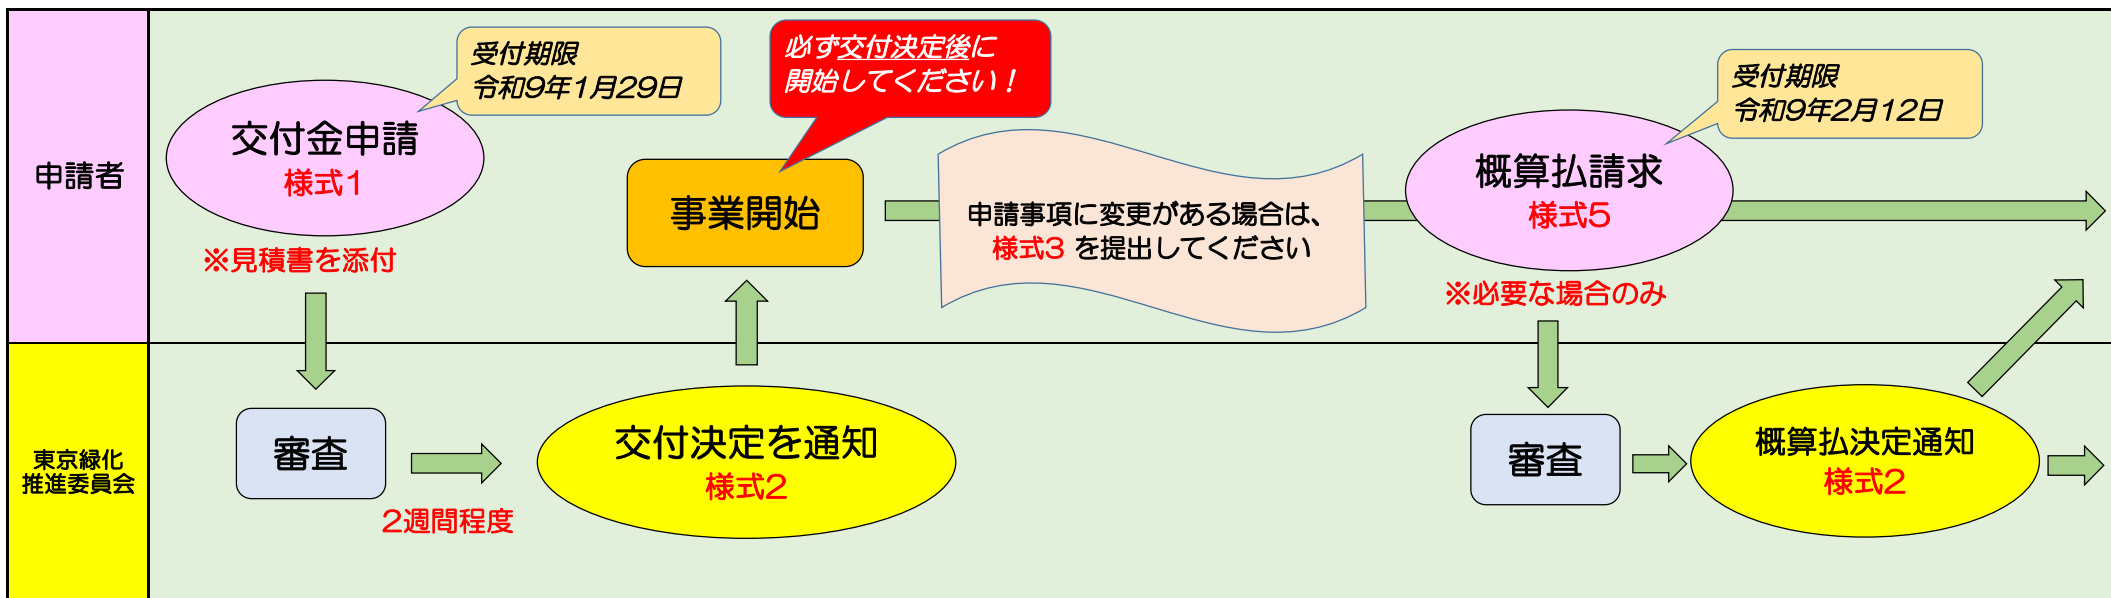 申請者
交付金申請
様式1
※見積書を添付
受付期限
令和9年1月29日
必ず交付決定後に
開始してください！
事業開始
申請事項に変更がある場合は、
様式3 を提出してください
概算払請求
様式5
※必要な場合のみ
受付期限
令和9年2月12日
東京緑化
推進委員会
審査
2週間程度
交付決定を通知
様式2
審査
概算払決定通知
様式2